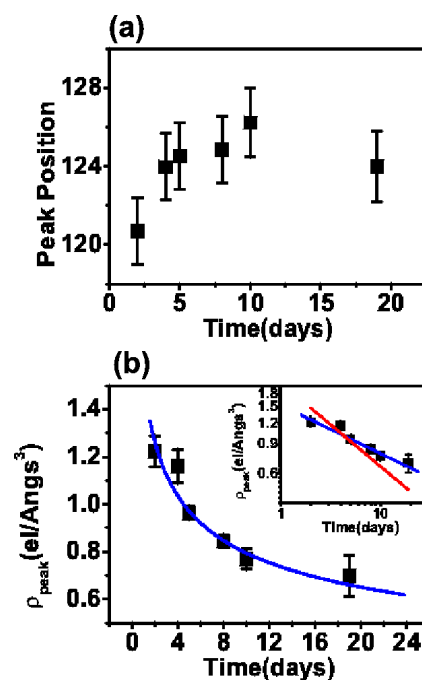 (a)
128
124
120
Peak Position
0 5 10 15 20
Time(days)
(b)
1.4
1.2
1.0
0.8
0.6
ρpeak(el/Angs³)
0 4 8 12 16 20 24
Time(days)
1.8
1.5
1.2
0.9
0.6
ρpeak(el/Angs³)
1 10
Time(days)